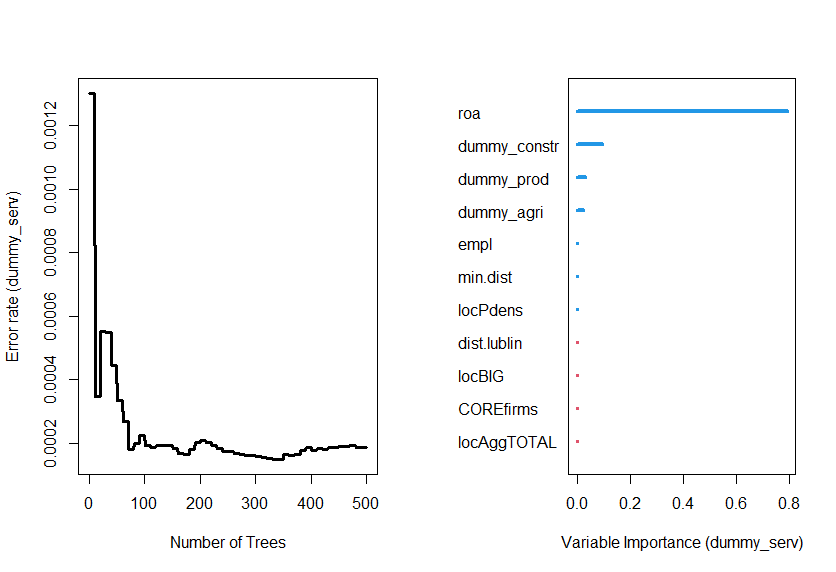 Error rate (dummy_serv)
0.0002
0.0004
0.0006
0.0008
0.0010
0.0012
0
100
200
300
400
500
Number of Trees
roa
dummy_constr
dummy_prod
dummy_agri
empl
min.dist
locPdens
dist.lublin
locBIG
COREfirms
locAggTOTAL
0.0
0.2
0.4
0.6
0.8
Variable Importance (dummy_serv)